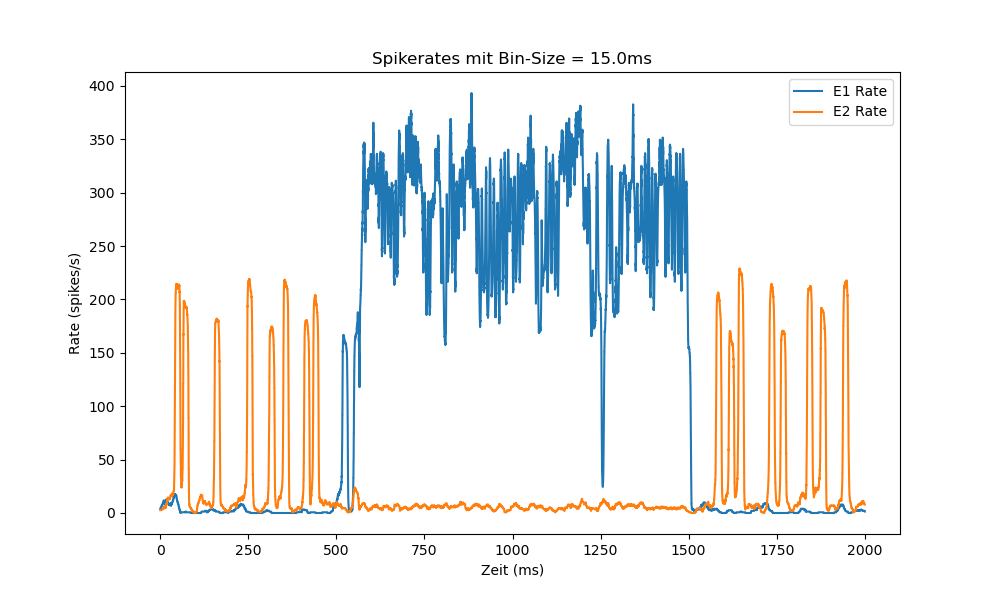 Spikerates mit Bin-Size = 15.0ms
E1 Rate
E2 Rate
400
350
300
250
200
150
100
50
0
Rate (spikes/s)
0 250 500 750 1000 1250 1500 1750 2000
Zeit (ms)